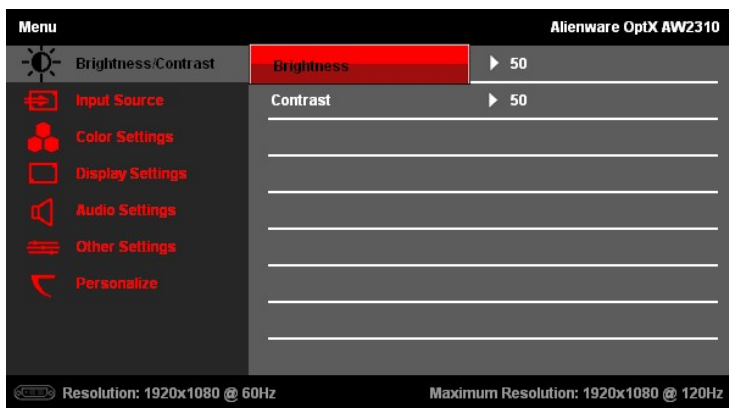 Menu Alienware OptX AW2310
Brightness/Contrast Brightness 50
Input Source Contrast 50
Color Settings
Display Settings
Audio Settings
Other Settings
Personalize
Resolution: 1920x1080 @ 60Hz Maximum Resolution: 1920x1080 @ 120Hz